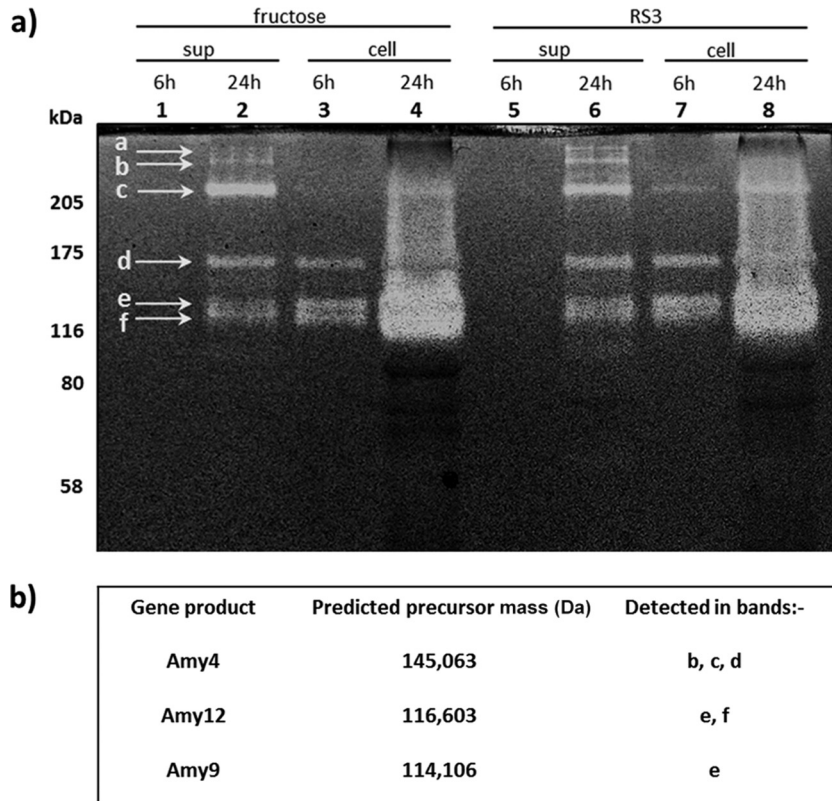 a)
fructose RS3
sup cell sup cell
6h 24h 6h 24h 6h 24h 6h 24h
1 2 3 4 5 6 7 8
kDa
a
b
c
205
175
d
e
f
116
80
58
b)
Gene product Predicted precursor mass (Da) Detected in bands:-
Amy4 145,063 b, c, d
Amy12 116,603 e, f
Amy9 114,106 e